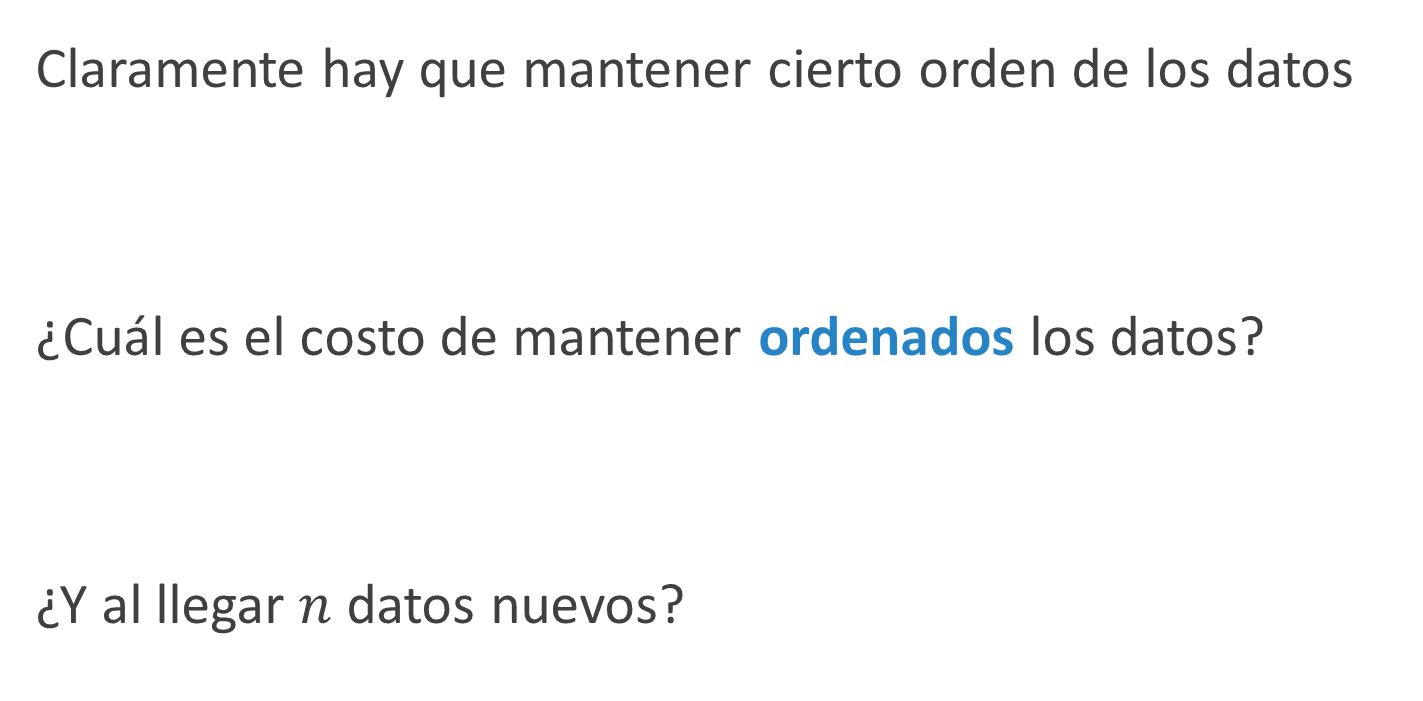 Claramente hay que mantener cierto orden de los datos
¿Cuál es el costo de mantener ordenados los datos?
¿Y al llegar n datos nuevos?